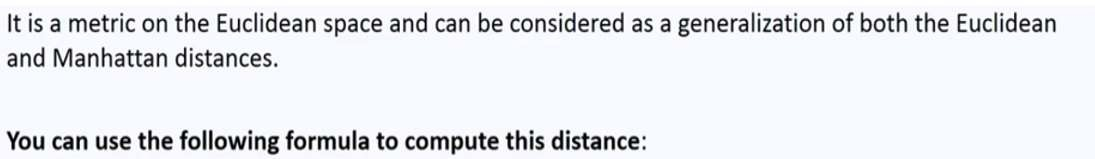 It is a metric on the Euclidean space and can be considered as a generalization of both the Euclidean
and Manhattan distances.
You can use the following formula to compute this distance: